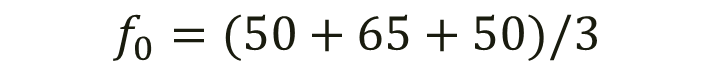 f₀ = (50 + 65 + 50)/3